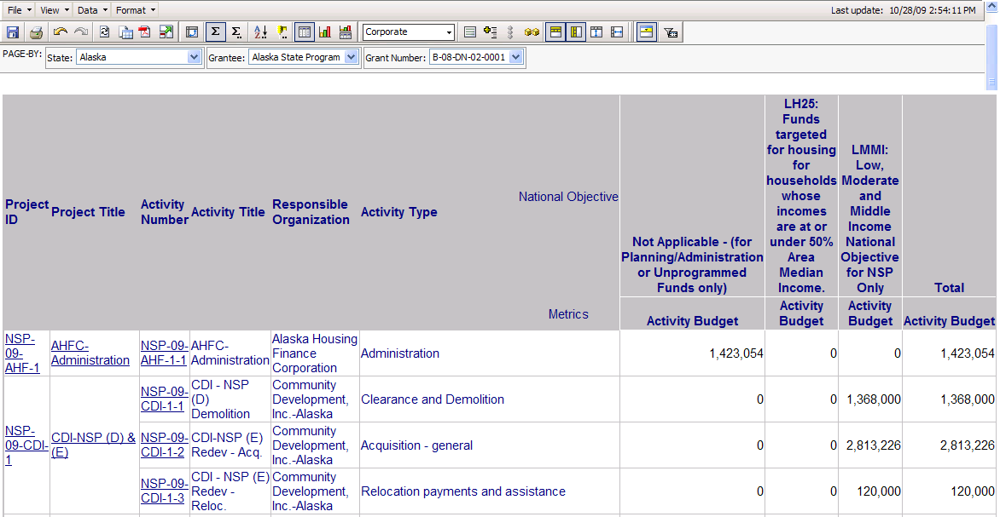 File View Data Format Last update: 10/28/09 2:54:11 PM
Corporate
PAGE-BY: State: Alaska Grantee: Alaska State Program Grant Number: B-08-DN-02-0001
Project
ID
Project Title
Activity
Number
Activity Title
Responsible
Organization
Activity Type
National Objective
Metrics
Not Applicable - (for
Planning/Administration
or Unprogrammed
Funds only)
LH25:
Funds
targeted
for housing
for
households
whose
incomes
are at or
under 50%
Area
Median
Income.
LMMI:
Low,
Moderate
and
Middle
Income
National
Objective
for NSP
Only
Total
Activity Budget
Activity
Budget
Activity
Budget
Activity Budget
NSP-
09-
AHF-1
AHFC-
Administration
NSP-09-
AHF-1-1
AHFC-
Administration
Alaska Housing
Finance
Corporation
Administration
1,423,054
0
0
1,423,054
NSP-
09-CDI-
1
CDI-NSP (D) &
(E)
NSP-09-
CDI-1-1
CDI - NSP
(D)
Demolition
Community
Development,
Inc.-Alaska
Clearance and Demolition
0
0
1,368,000
1,368,000
NSP-09-
CDI-1-2
CDI-NSP (E)
Redev - Acq.
Community
Development,
Inc.-Alaska
Acquisition - general
0
0
2,813,226
2,813,226
NSP-09-
CDI-1-3
CDI - NSP (E)
Redev -
Reloc.
Community
Development,
Inc.-Alaska
Relocation payments and assistance
0
0
120,000
120,000